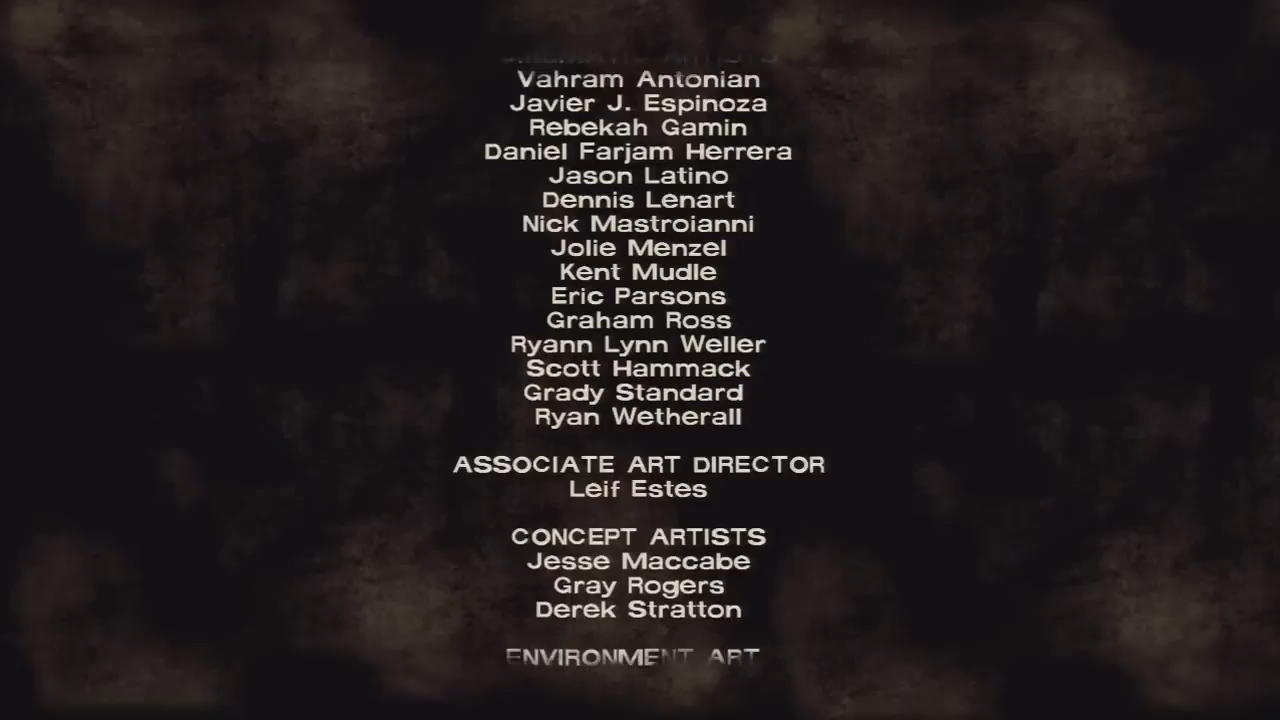 Vahram Antonian
Javier J. Espinoza
Rebekah Gamin
Daniel Farjam Herrera
Jason Latino
Dennis Lenart
Nick Mastroianni
Jolie Menzel
Kent Mudle
Eric Parsons
Graham Ross
Ryann Lynn Weller
Scott Hammack
Grady Standard
Ryan Wetherall
ASSOCIATE ART DIRECTOR
Leif Estes
CONCEPT ARTISTS
Jesse Maccabe
Gray Rogers
Derek Stratton
ENVIRONMENT ART